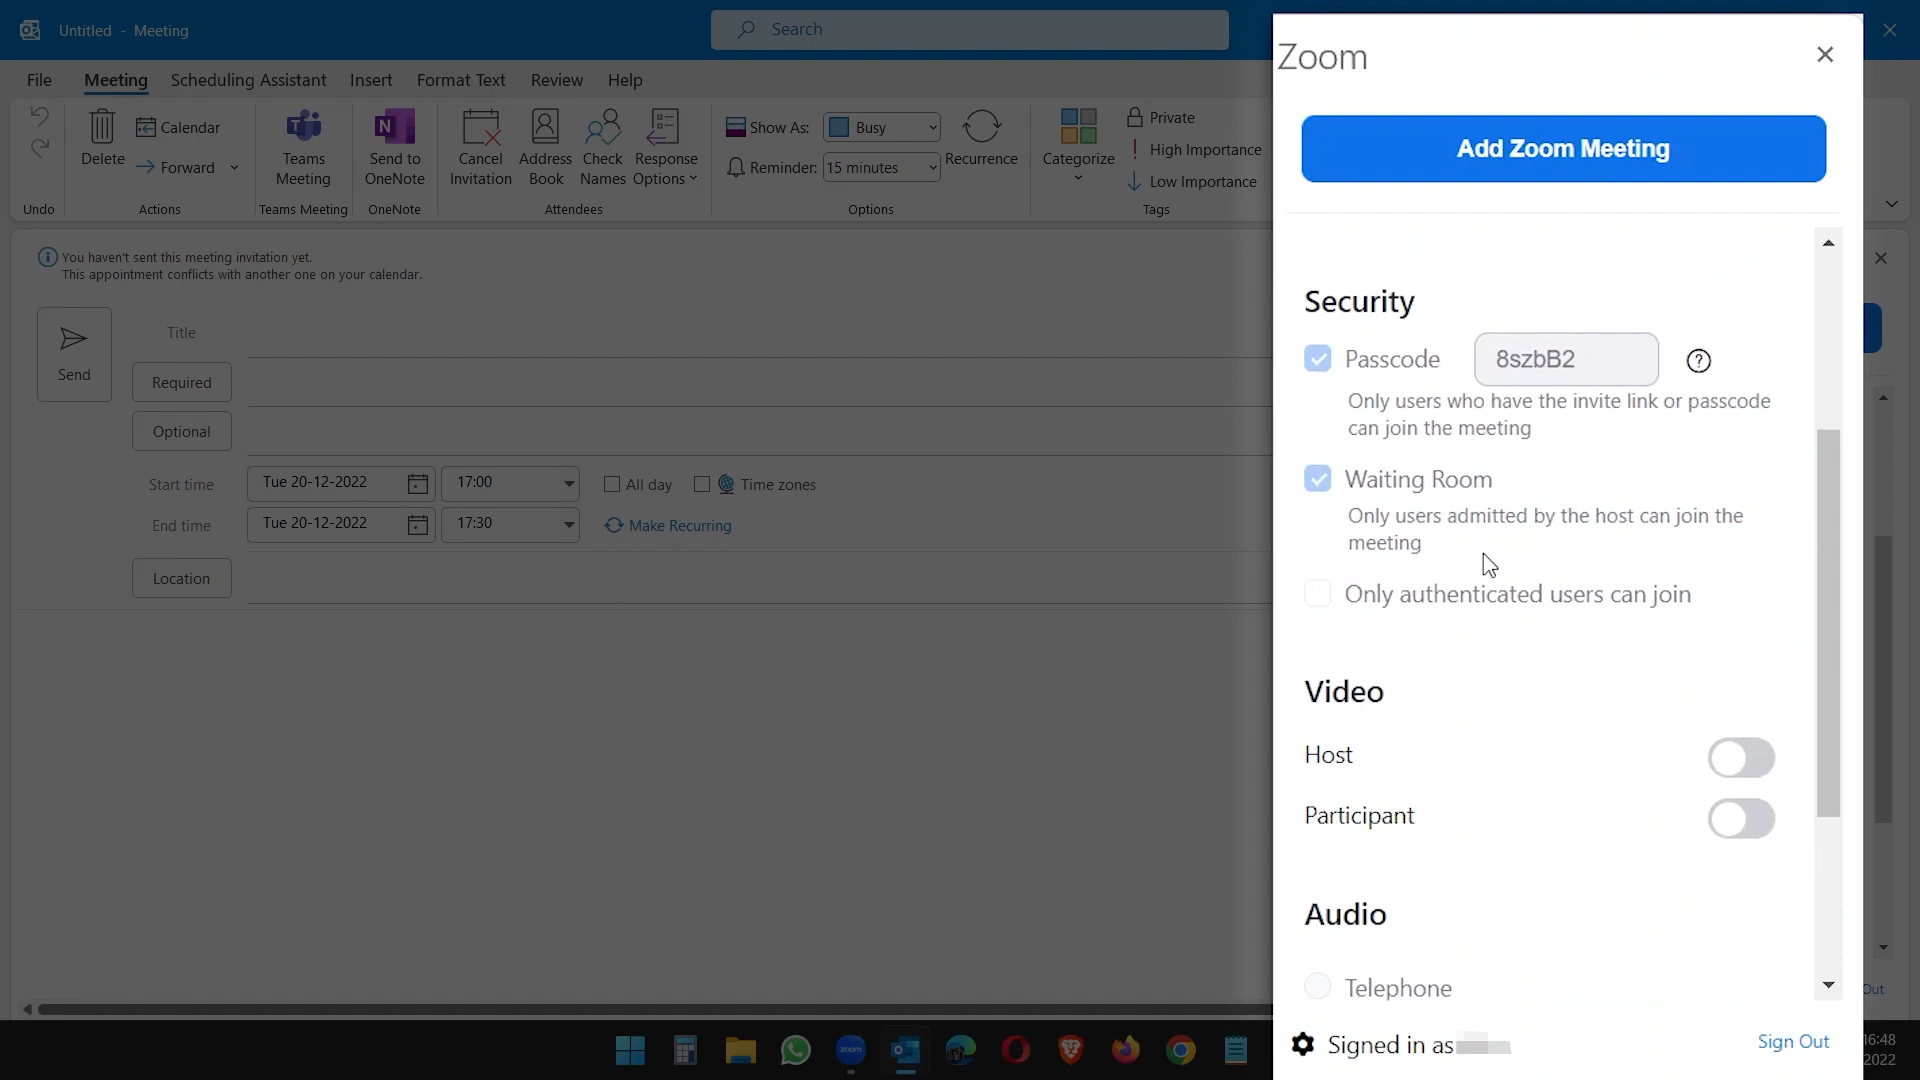 Untitled - Meeting
Search
File Meeting Scheduling Assistant Insert Format Text Review Help
Delete
Calendar
Forward
Teams
Meeting
Send to
OneNote
Cancel
Invitation
Address
Book
Check
Names
Response
Options
Show As: Busy
Reminder: 15 minutes
Recurrence
Categorize
Private
High Importance
Low Importance
Undo Actions Teams Meeting OneNote Attendees Options Tags
You haven't sent this meeting invitation yet.
This appointment conflicts with another one on your calendar.
Send
Title
Required
Optional
Start time Tue 20-12-2022 17:00 All day Time zones
End time Tue 20-12-2022 17:30 Make Recurring
Location
Zoom
Add Zoom Meeting
Security
Passcode 8szbB2
Only users who have the invite link or passcode
can join the meeting
Waiting Room
Only users admitted by the host can join the
meeting
Only authenticated users can join
Video
Host
Participant
Audio
Telephone
Signed in as
Sign Out
Out
zoom
16:48
2022